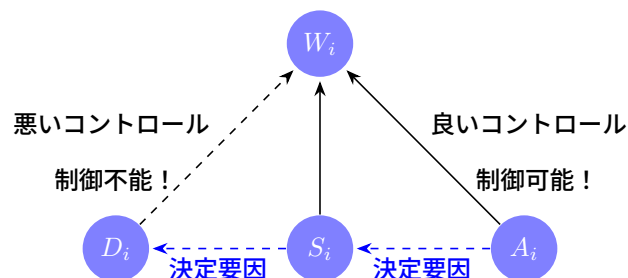 W_i
悪いコントロール
良いコントロール
制御不能！
制御可能！
D_i
S_i
A_i
決定要因
決定要因